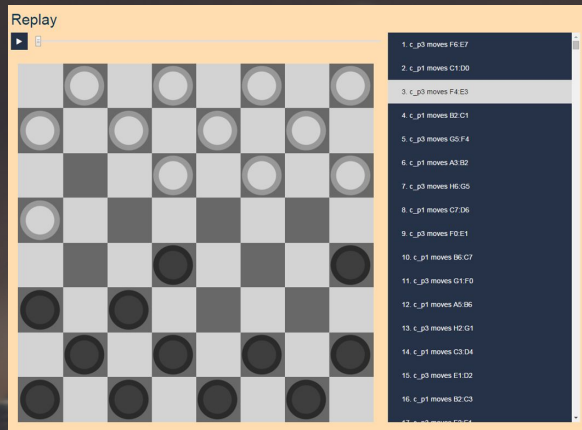 Replay
1. c_p3 moves F6:E7
2. c_p1 moves C1:D0
3. c_p3 moves F4:E3
4. c_p1 moves B2:C1
5. c_p3 moves G5:F4
6. c_p1 moves A3:B2
7. c_p3 moves H6:G5
8. c_p1 moves C7:D6
9. c_p3 moves F0:E1
10. c_p1 moves B6:C7
11. c_p3 moves G1:F0
12. c_p1 moves A5:B6
13. c_p3 moves H2:G1
14. c_p1 moves C3:D4
15. c_p3 moves E1:D2
16. c_p1 moves B2:C3